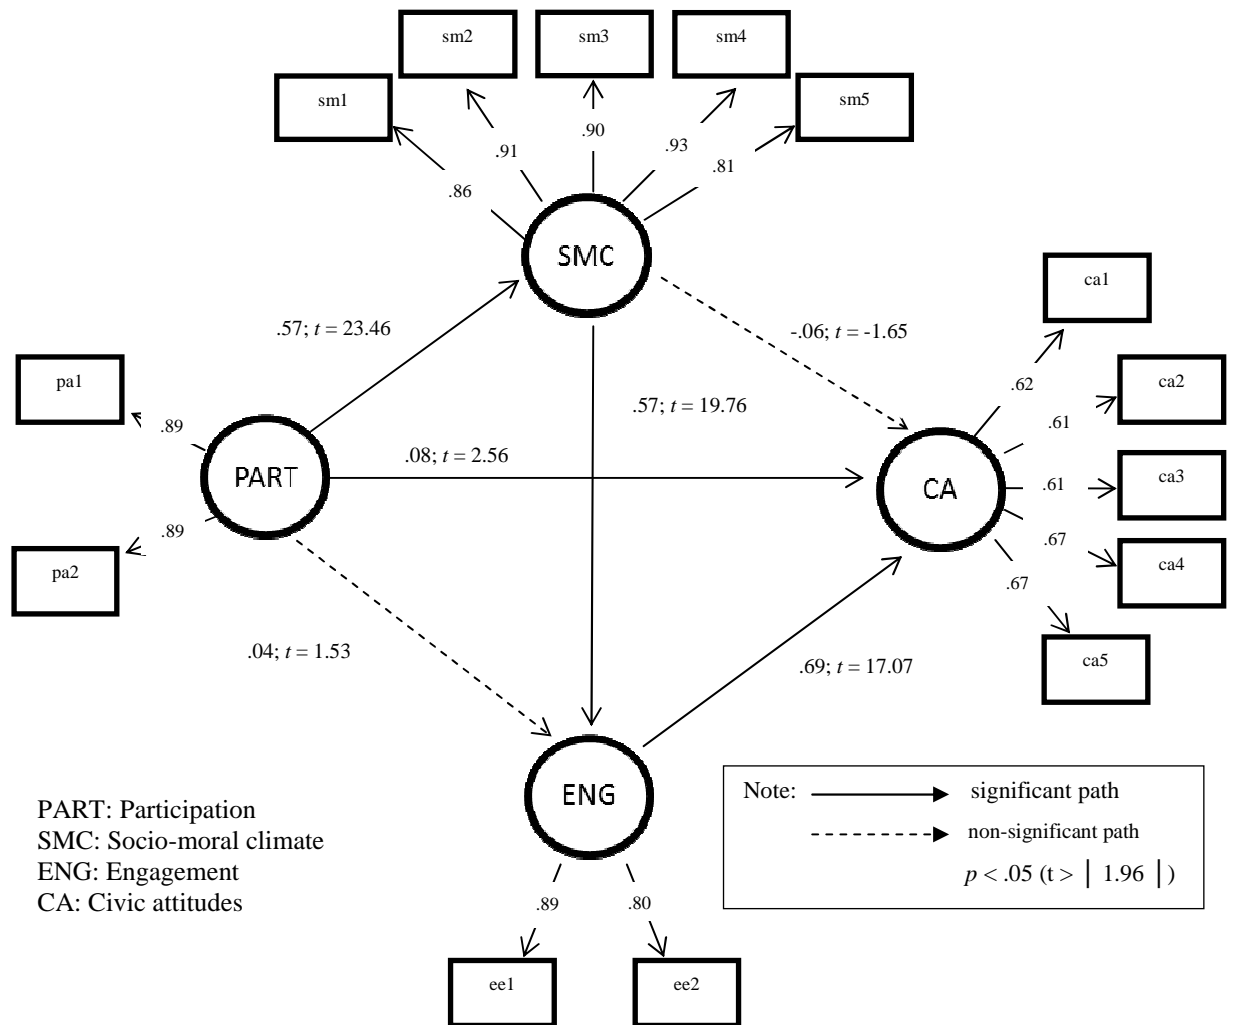 sm2
sm3
sm4
sm1
sm5
.90
.91
.93
.81
.86
SMC
ca1
.57; t = 23.46
-.06; t = -1.65
pa1
ca2
.62
.57; t = 19.76
.89
.61
.08; t = 2.56
PART
CA
.61
ca3
.89
.67
pa2
ca4
.67
.04; t = 1.53
.69; t = 17.07
ca5
ENG
PART: Participation
SMC: Socio-moral climate
ENG: Engagement
CA: Civic attitudes
Note:
significant path
non-significant path
p < .05 (t > | 1.96 | )
.89
.80
ee1
ee2